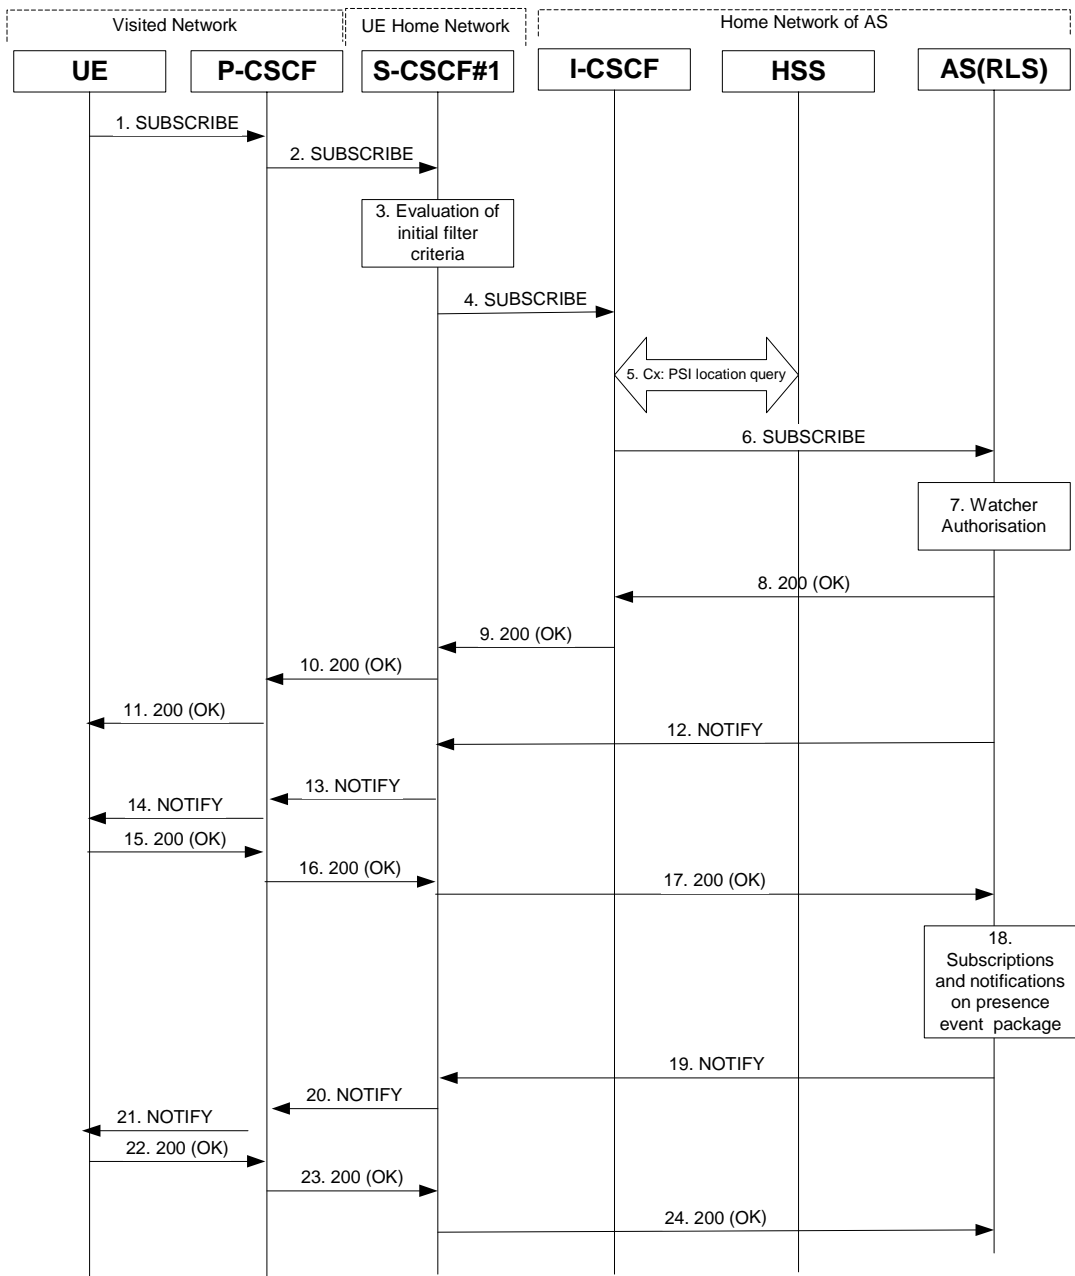 Visited Network
UE Home Network
Home Network of AS
UE
P-CSCF
S-CSCF#1
I-CSCF
HSS
AS(RLS)
1. SUBSCRIBE
2. SUBSCRIBE
3. Evaluation of
initial filter
criteria
4. SUBSCRIBE
5. Cx: PSI location query
6. SUBSCRIBE
7. Watcher
Authorisation
8. 200 (OK)
9. 200 (OK)
10. 200 (OK)
11. 200 (OK)
12. NOTIFY
13. NOTIFY
14. NOTIFY
15. 200 (OK)
16. 200 (OK)
17. 200 (OK)
18.
Subscriptions
and notifications
on presence
event package
19. NOTIFY
20. NOTIFY
21. NOTIFY
22. 200 (OK)
23. 200 (OK)
24. 200 (OK)